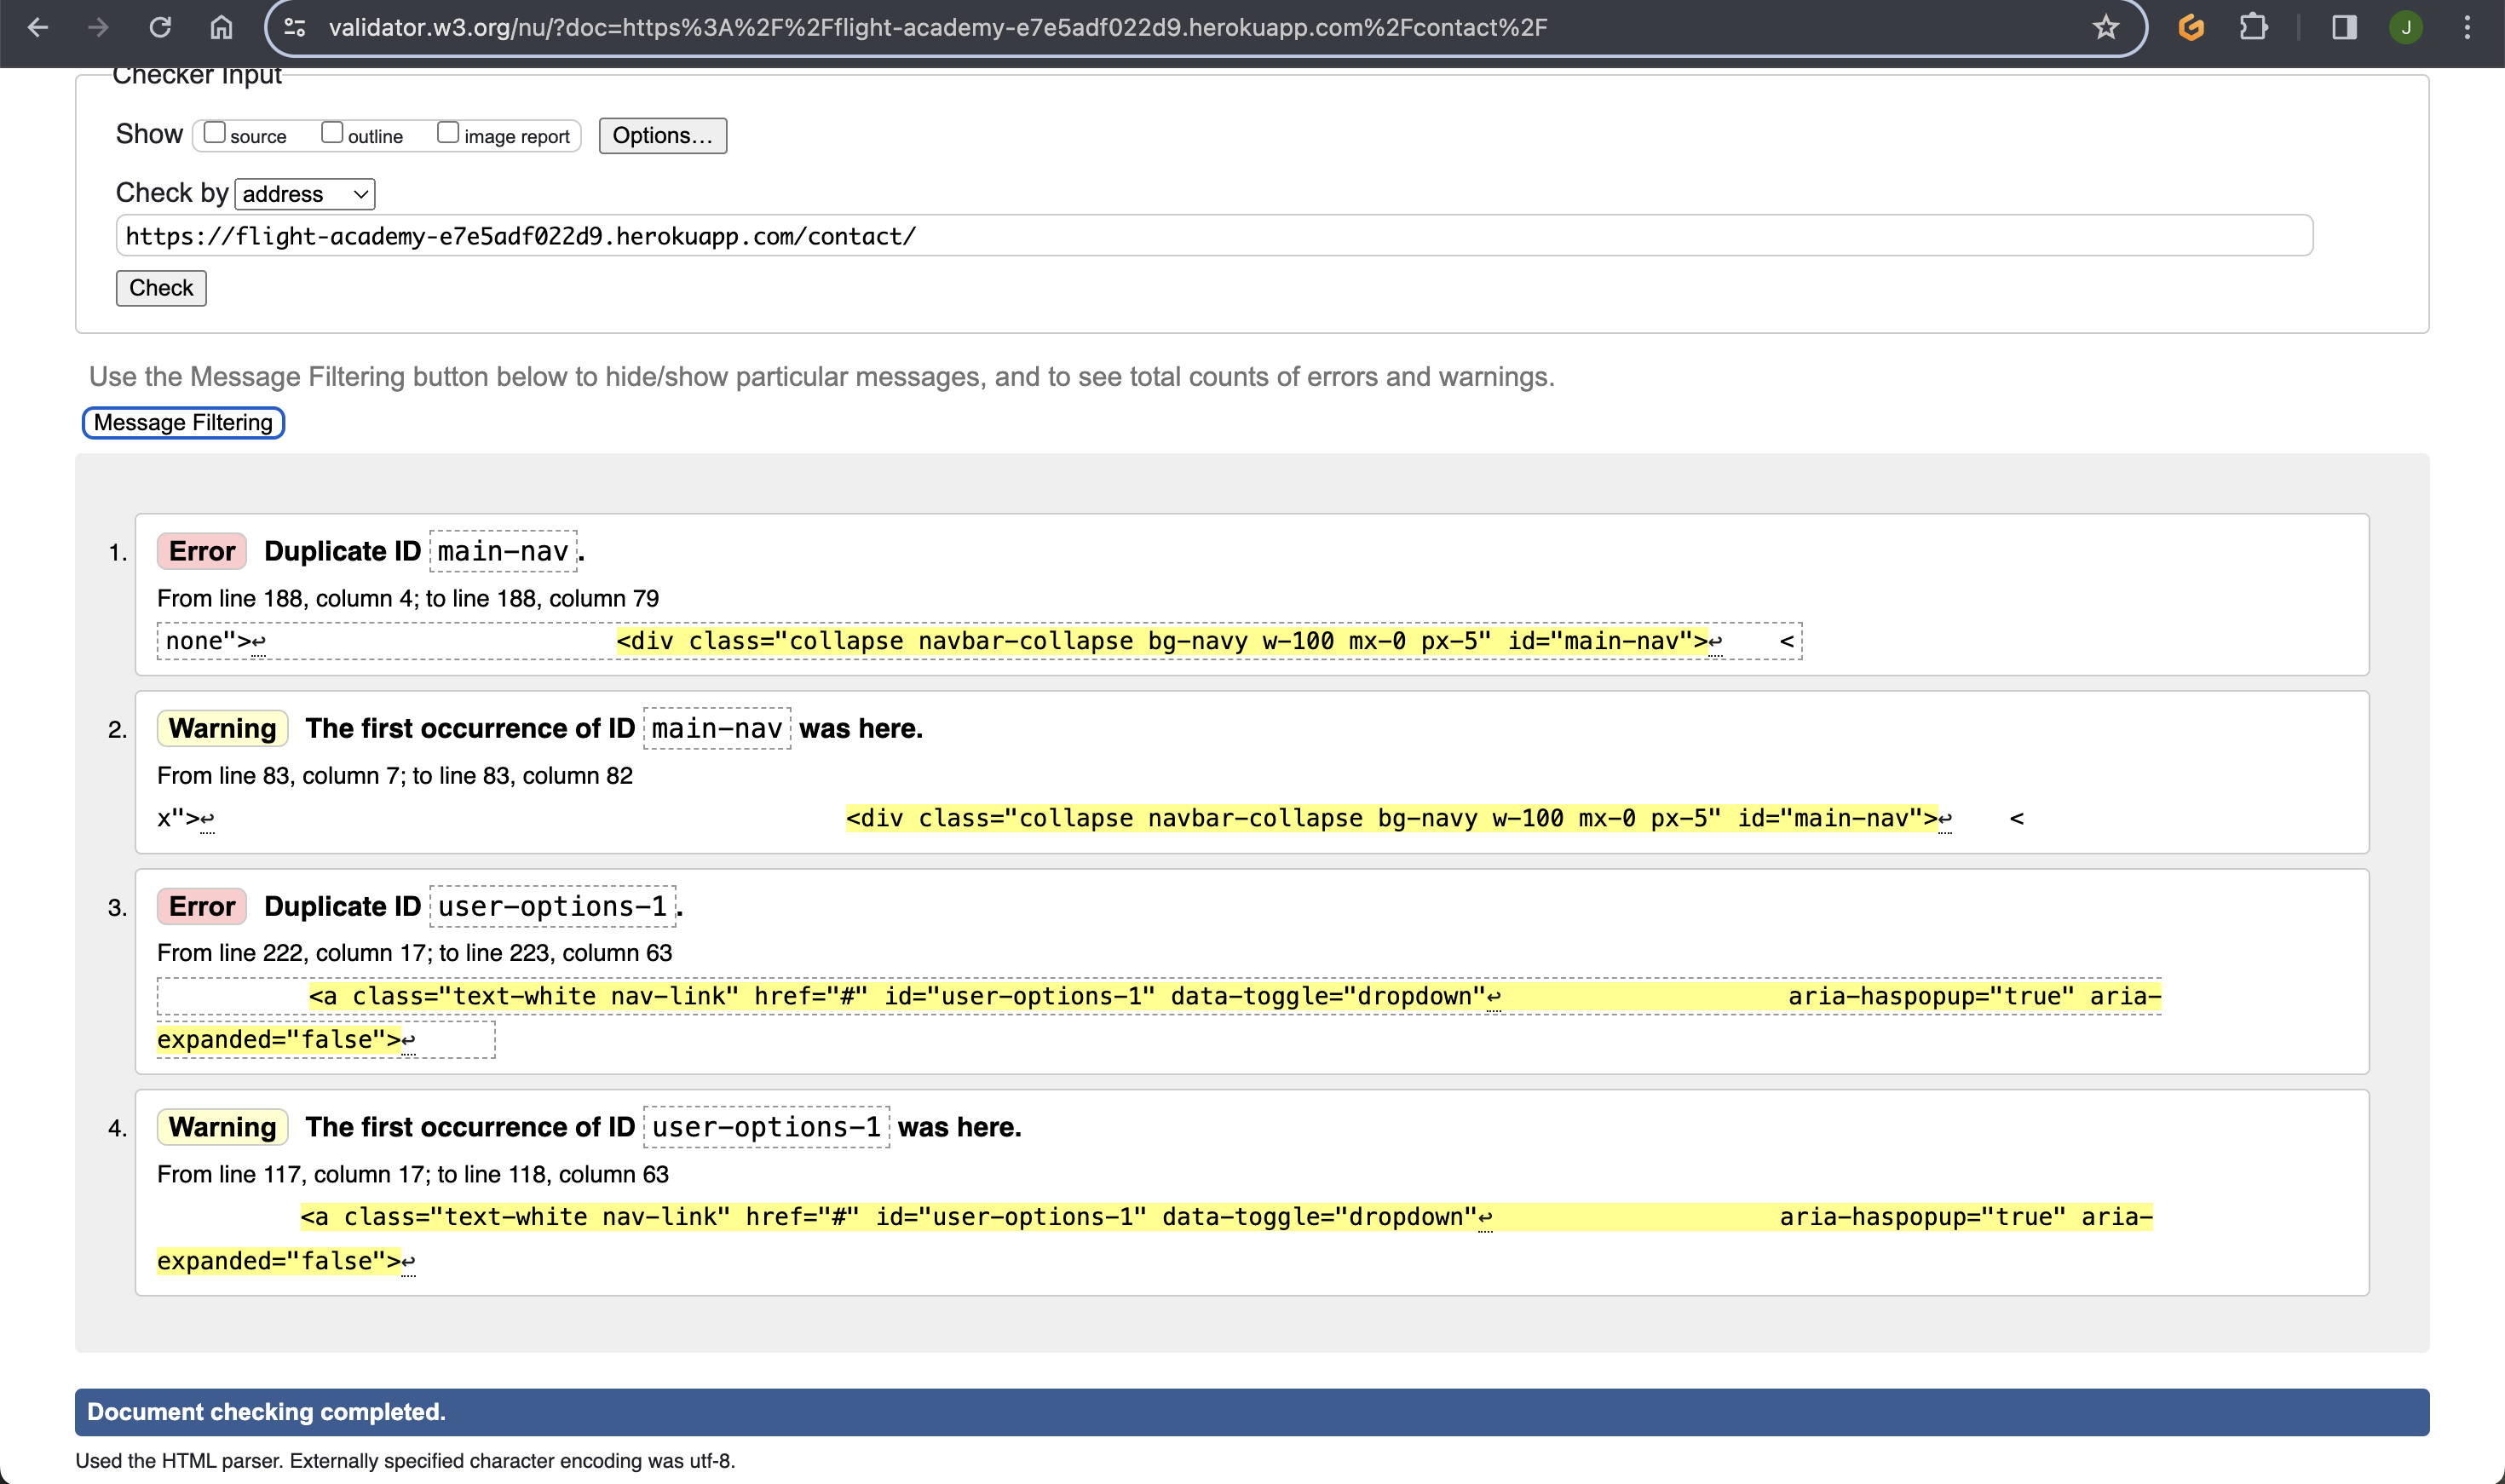 validator.w3.org/nu/?doc=https%3A%2F%2Fflight-academy-e7e5adf022d9.herokuapp.com%2Fcontact%2F
J
Checker Input
Show source outline image report Options...
Check by address
https://flight-academy-e7e5adf022d9.herokuapp.com/contact/
Check
Use the Message Filtering button below to hide/show particular messages, and to see total counts of errors and warnings.
Message Filtering
1. Error Duplicate ID main-nav.
From line 188, column 4; to line 188, column 79
none">↩ <div class="collapse navbar-collapse bg-navy w-100 mx-0 px-5" id="main-nav">↩ <
2. Warning The first occurrence of ID main-nav was here.
From line 83, column 7; to line 83, column 82
x">↩ <div class="collapse navbar-collapse bg-navy w-100 mx-0 px-5" id="main-nav">↩ <
3. Error Duplicate ID user-options-1.
From line 222, column 17; to line 223, column 63
<a class="text-white nav-link" href="#" id="user-options-1" data-toggle="dropdown"↩ aria-haspopup="true" aria-
expanded="false">↩
4. Warning The first occurrence of ID user-options-1 was here.
From line 117, column 17; to line 118, column 63
<a class="text-white nav-link" href="#" id="user-options-1" data-toggle="dropdown"↩ aria-haspopup="true" aria-
expanded="false">↩
Document checking completed.
Used the HTML parser. Externally specified character encoding was utf-8.